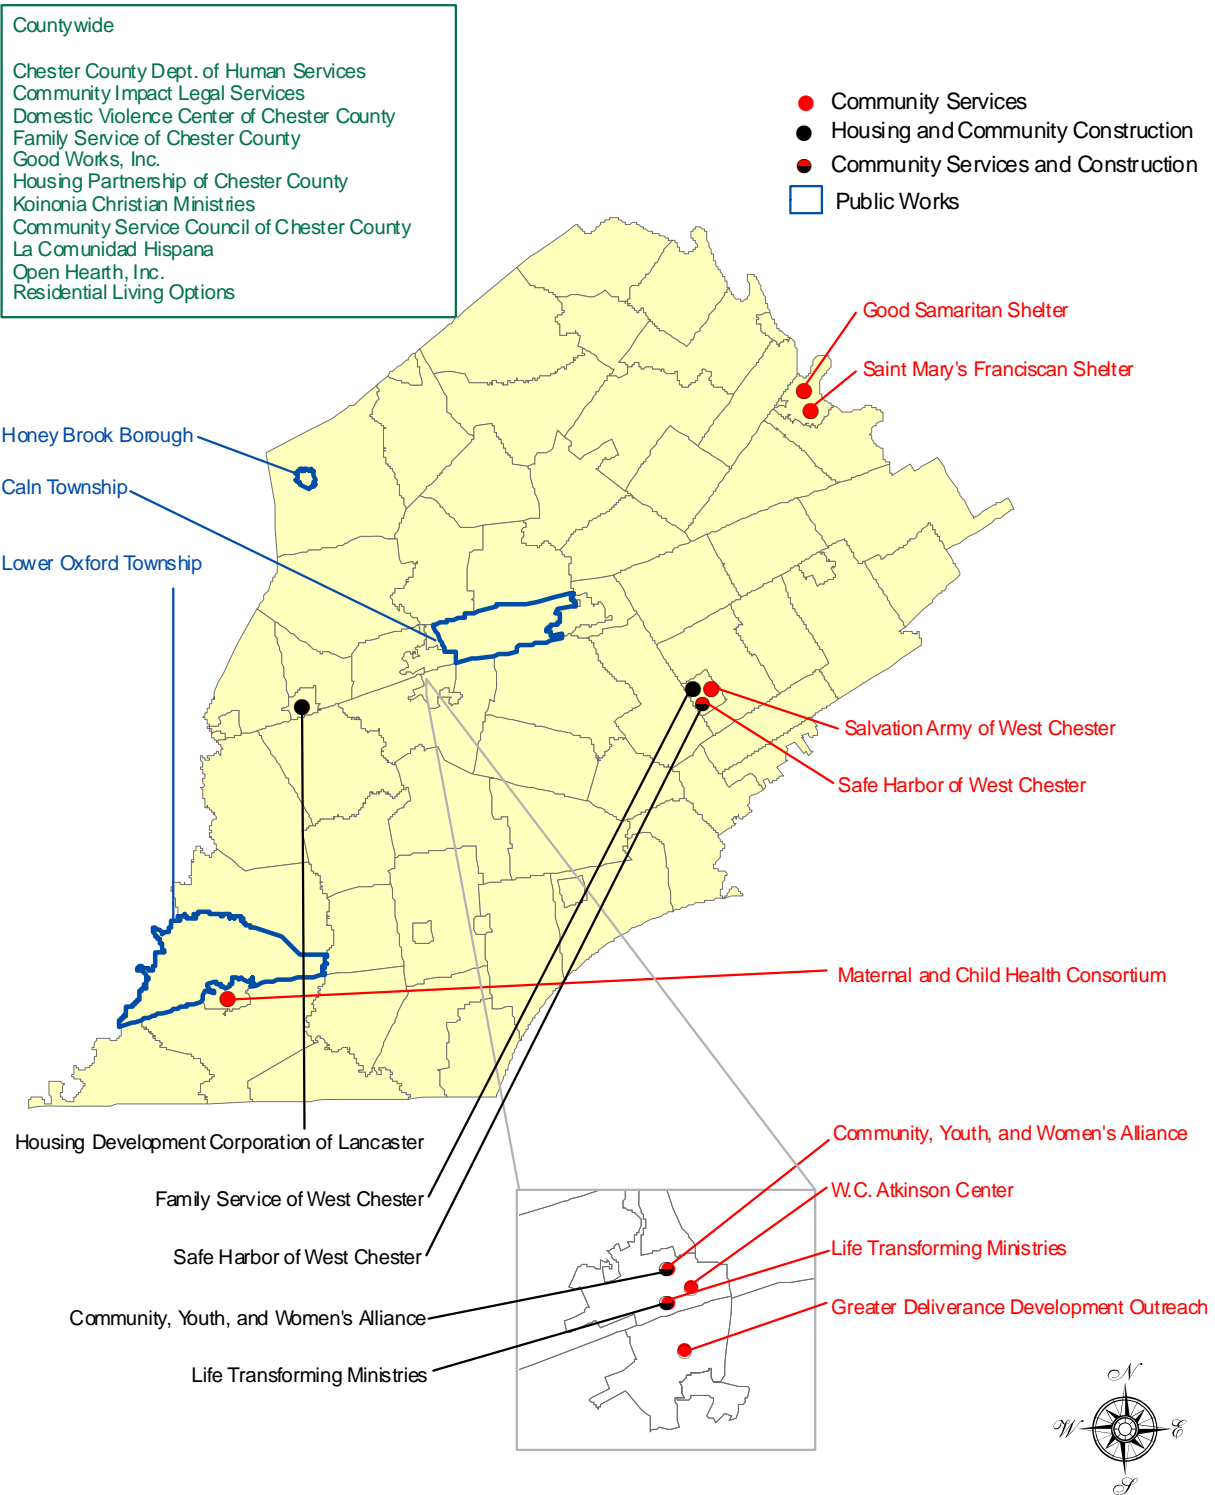 Countywide
Chester County Dept. of Human Services
Community Impact Legal Services
Domestic Violence Center of Chester County
Family Service of Chester County
Good Works, Inc.
Housing Partnership of Chester County
Koinonia Christian Ministries
Community Service Council of Chester County
La Comunidad Hispana
Open Hearth, Inc.
Residential Living Options
Community Services
Housing and Community Construction
Community Services and Construction
Public Works
Good Samaritan Shelter
Saint Mary's Franciscan Shelter
Honey Brook Borough
Caln Township
Lower Oxford Township
Salvation Army of West Chester
Safe Harbor of West Chester
Maternal and Child Health Consortium
Housing Development Corporation of Lancaster
Family Service of West Chester
Safe Harbor of West Chester
Community, Youth, and Women's Alliance
Life Transforming Ministries
Community, Youth, and Women's Alliance
W.C. Atkinson Center
Life Transforming Ministries
Greater Deliverance Development Outreach
N
W
E
S